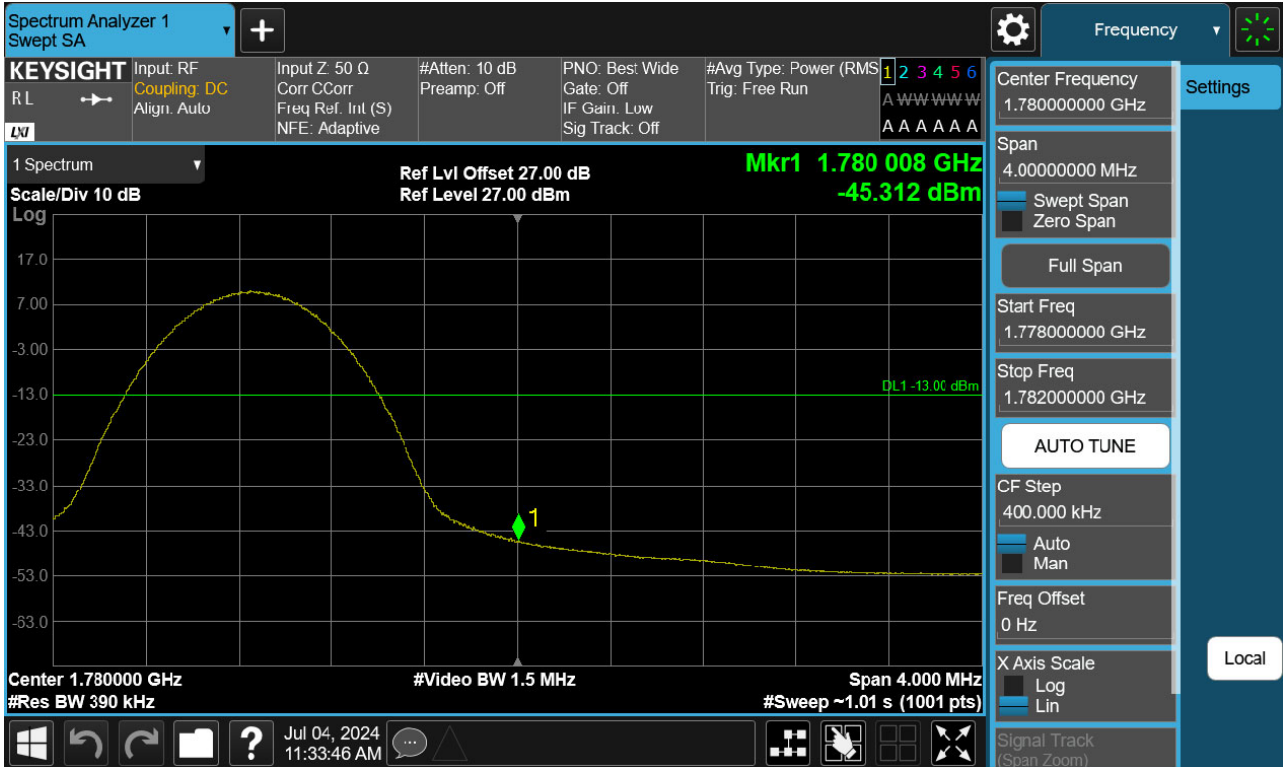 Spectrum Analyzer 1
Swept SA
Frequency
KEYSIGHT
R L
LXI
Input: RF
Coupling: DC
Align: Auto
Input Z: 50 Ω
Corr CCorr
Freq Ref: Int (S)
NFE: Adaptive
#Atten: 10 dB
Preamp: Off
PNO: Best Wide
Gate: Off
IF Gain: Low
Sig Track: Off
#Avg Type: Power (RMS
Trig: Free Run
1 2 3 4 5 6
A W W W W W
A A A A A A
1 Spectrum
Scale/Div 10 dB
Log
Ref Lvl Offset 27.00 dB
Ref Level 27.00 dBm
Mkr1 1.780 008 GHz
-45.312 dBm
17.0
7.00
-3.00
-13.0
DL1 -13.00 dBm
-23.0
-33.0
1
-43.0
-53.0
-63.0
Center 1.780000 GHz
#Video BW 1.5 MHz
Span 4.000 MHz
#Res BW 390 kHz
#Sweep ~1.01 s (1001 pts)
Jul 04, 2024
11:33:46 AM
?
Settings
Center Frequency
1.780000000 GHz
Span
4.00000000 MHz
Swept Span
Zero Span
Full Span
Start Freq
1.778000000 GHz
Stop Freq
1.782000000 GHz
AUTO TUNE
CF Step
400.000 kHz
Auto
Man
Freq Offset
0 Hz
X Axis Scale
Log
Lin
Signal Track
(Span Zoom)
Local